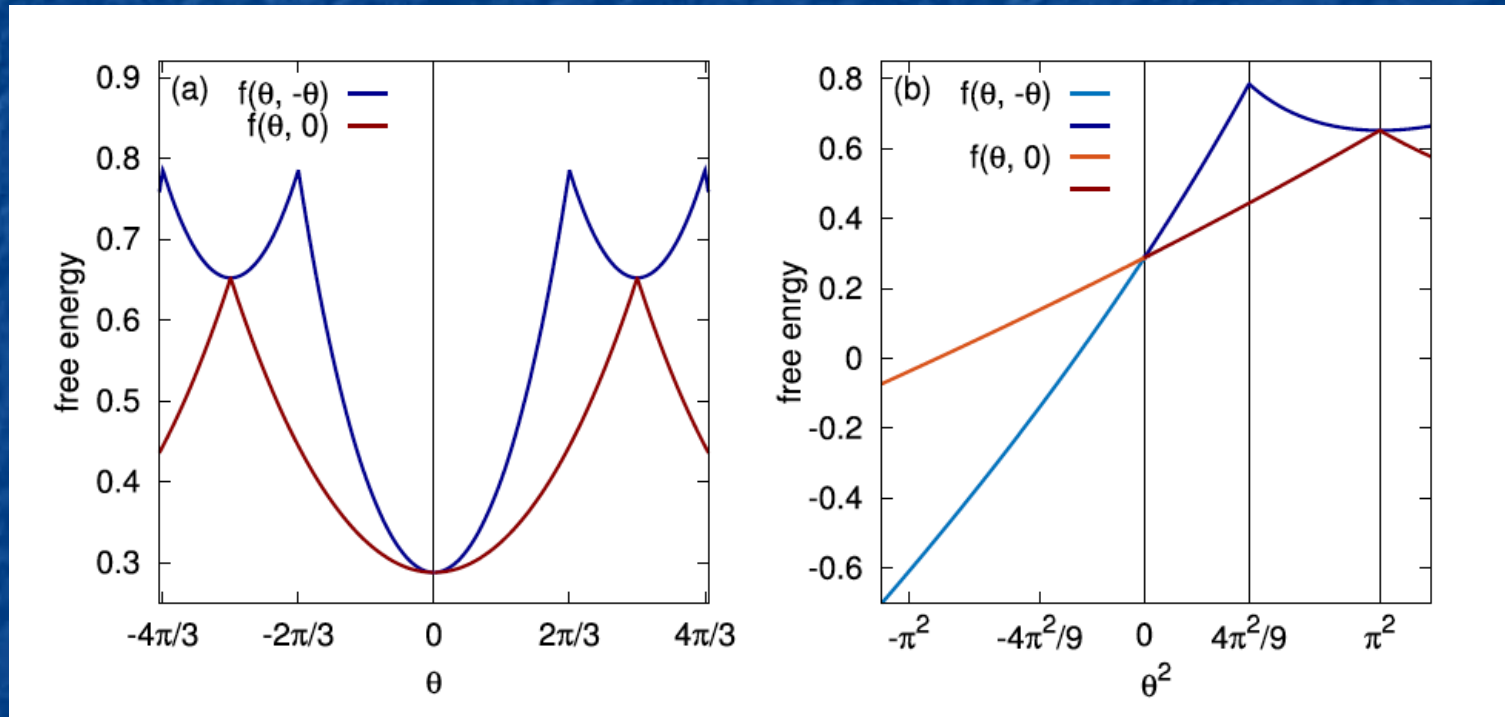 (a) f(θ, -θ)
f(θ, 0)
0.9
0.8
0.7
0.6
0.5
0.4
0.3
free energy
-4π/3 -2π/3 0 2π/3 4π/3
θ
(b) f(θ, -θ)
f(θ, 0)
0.8
0.6
0.4
0.2
0
-0.2
-0.4
-0.6
free enrgy
-π² -4π²/9 0 4π²/9 π²
θ²